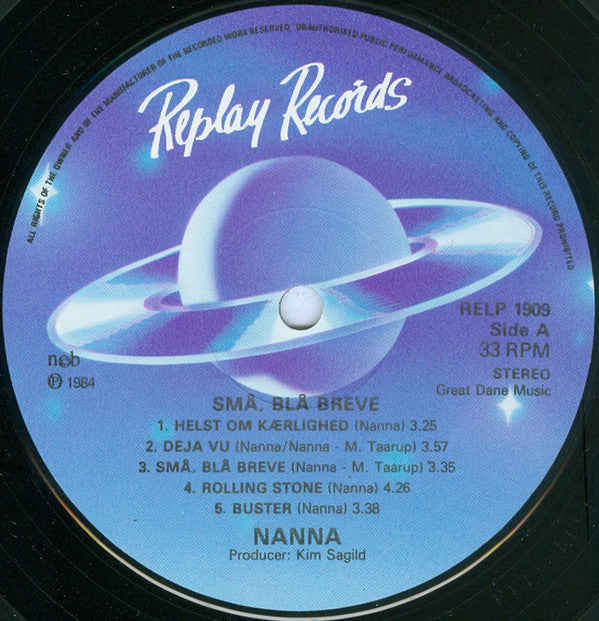 ALL RIGHTS OF THE OWNER AND OF THE MANUFACTURER OF THE RECORDED WORK RESERVED. UNAUTHORISED PUBLIC PERFORMANCE, BROADCASTING AND COPYING OF THIS RECORD PROHIBITED
Replay Records
RELP 1909
Side A
33 RPM
STEREO
Great Dane Music
ncb
℗ 1984
SMÅ, BLÅ BREVE
1. HELST OM KÆRLIGHED (Nanna) 3.25
2. DEJA VU (Nanna/Nanna - M. Taarup) 3.57
3. SMÅ, BLÅ BREVE (Nanna - M. Taarup) 3.35
4. ROLLING STONE (Nanna) 4.26
5. BUSTER (Nanna) 3.38
NANNA
Producer: Kim Sagild